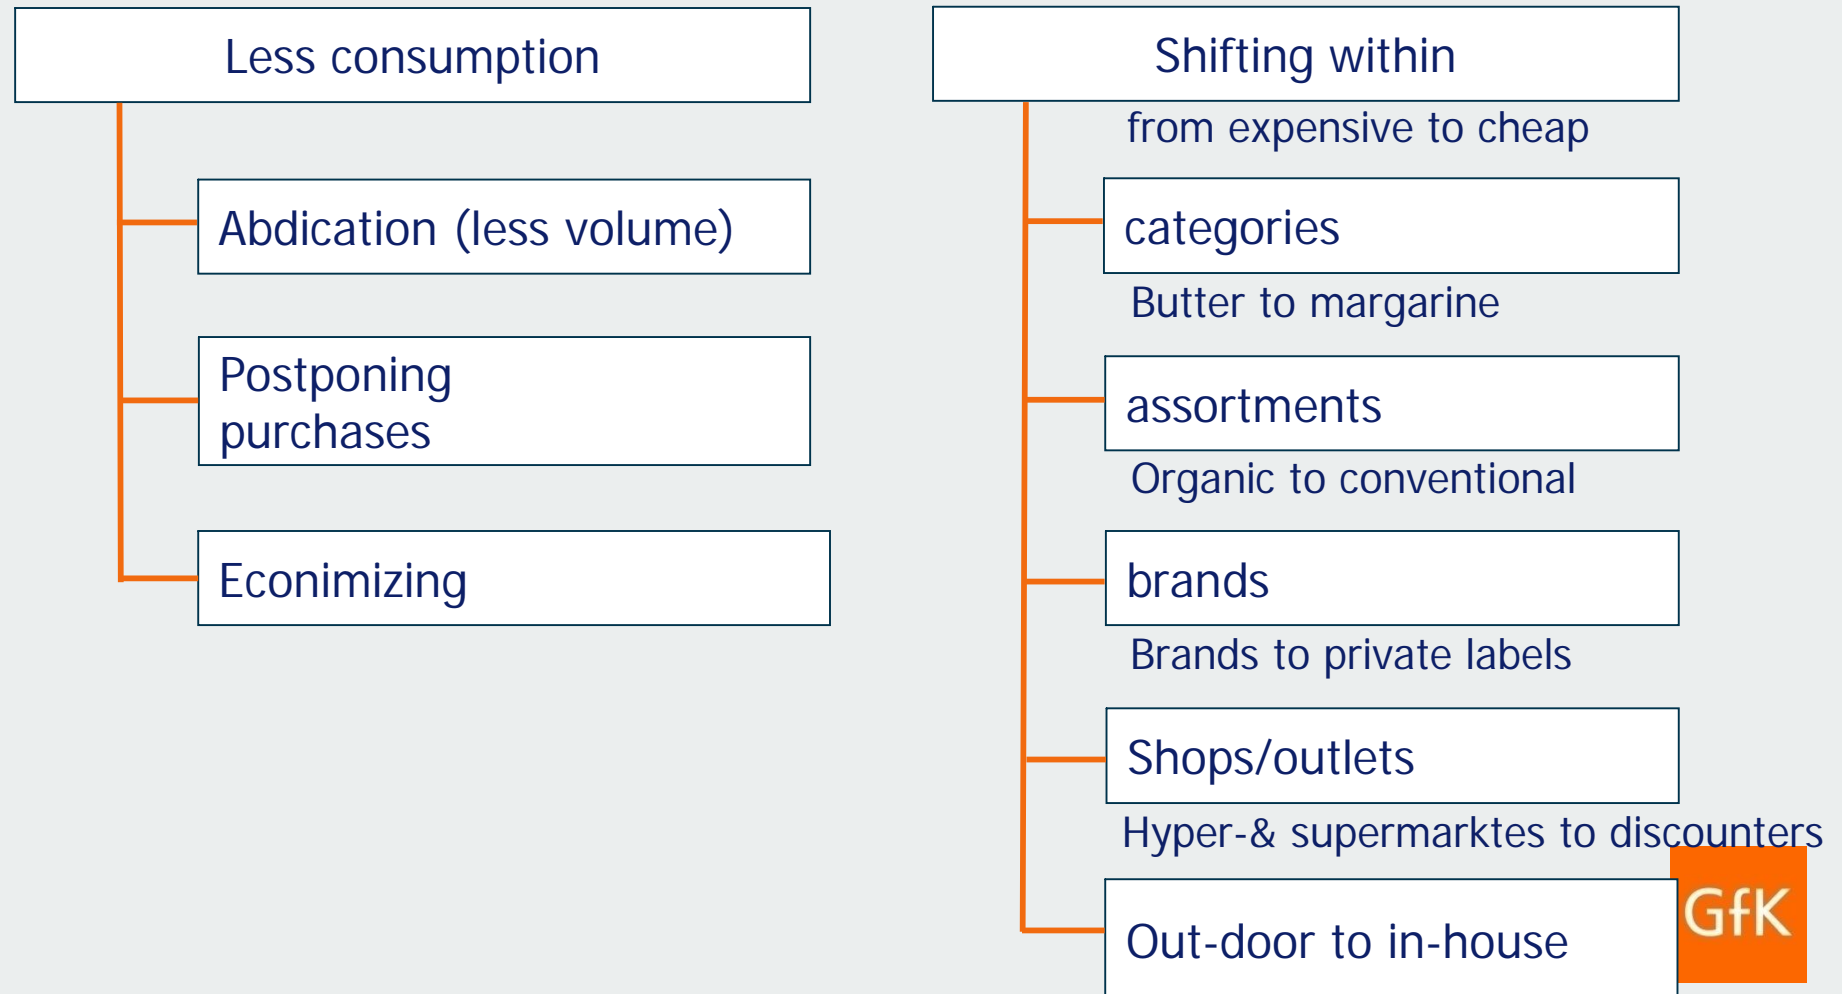 Less consumption
Abdication (less volume)
Postponing
purchases
Econimizing
Shifting within
from expensive to cheap
categories
Butter to margarine
assortments
Organic to conventional
brands
Brands to private labels
Shops/outlets
Hyper-& supermarktes to discounters
Out-door to in-house
GfK